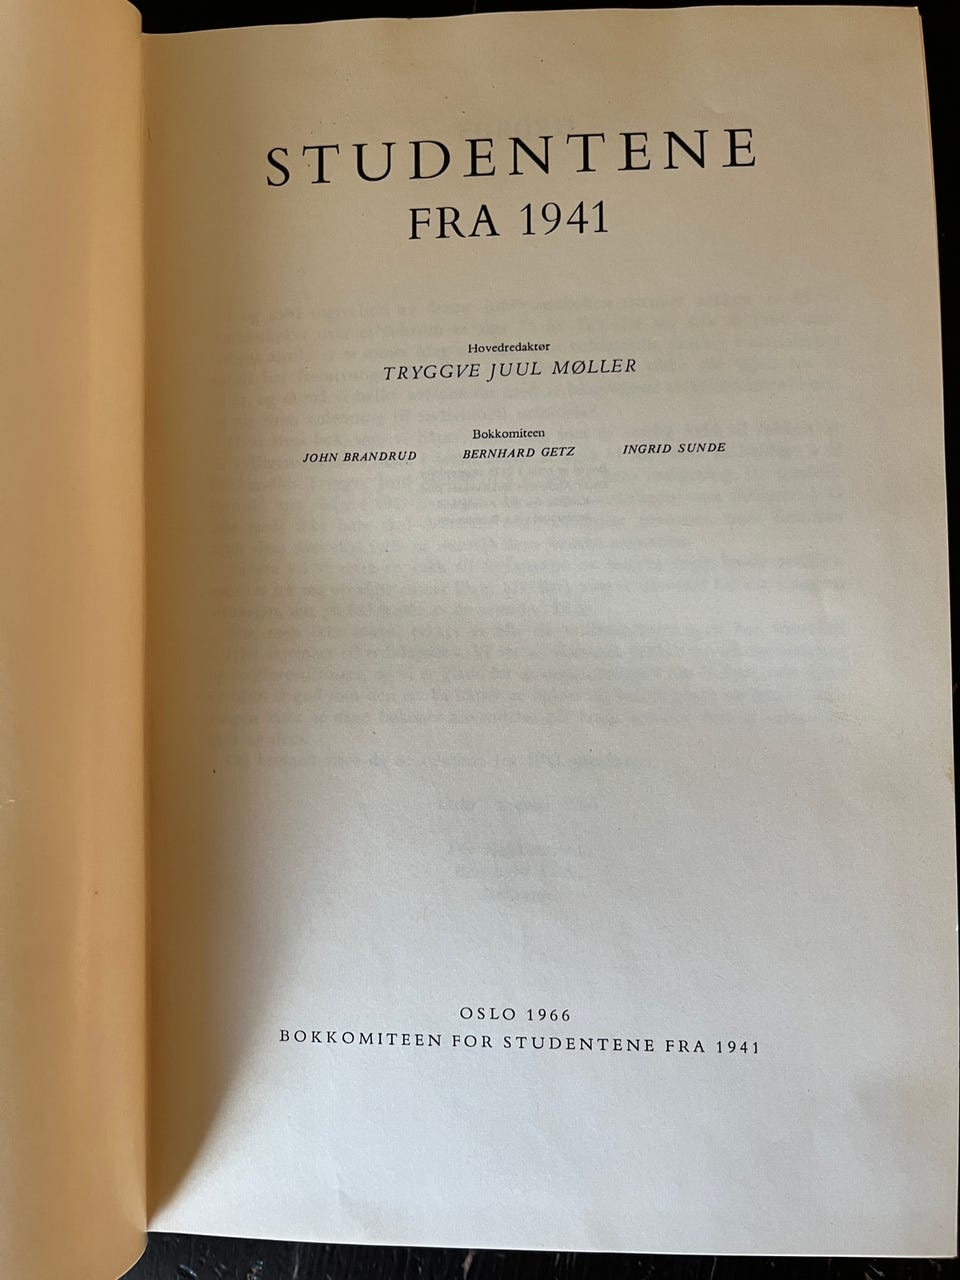 STUDENTENE
FRA 1941
Hovedredaktør
TRYGGVE JUUL MØLLER
Bokkomiteen
JOHN BRANDRUD BERNHARD GETZ INGRID SUNDE
OSLO 1966
BOKKOMITEEN FOR STUDENTENE FRA 1941